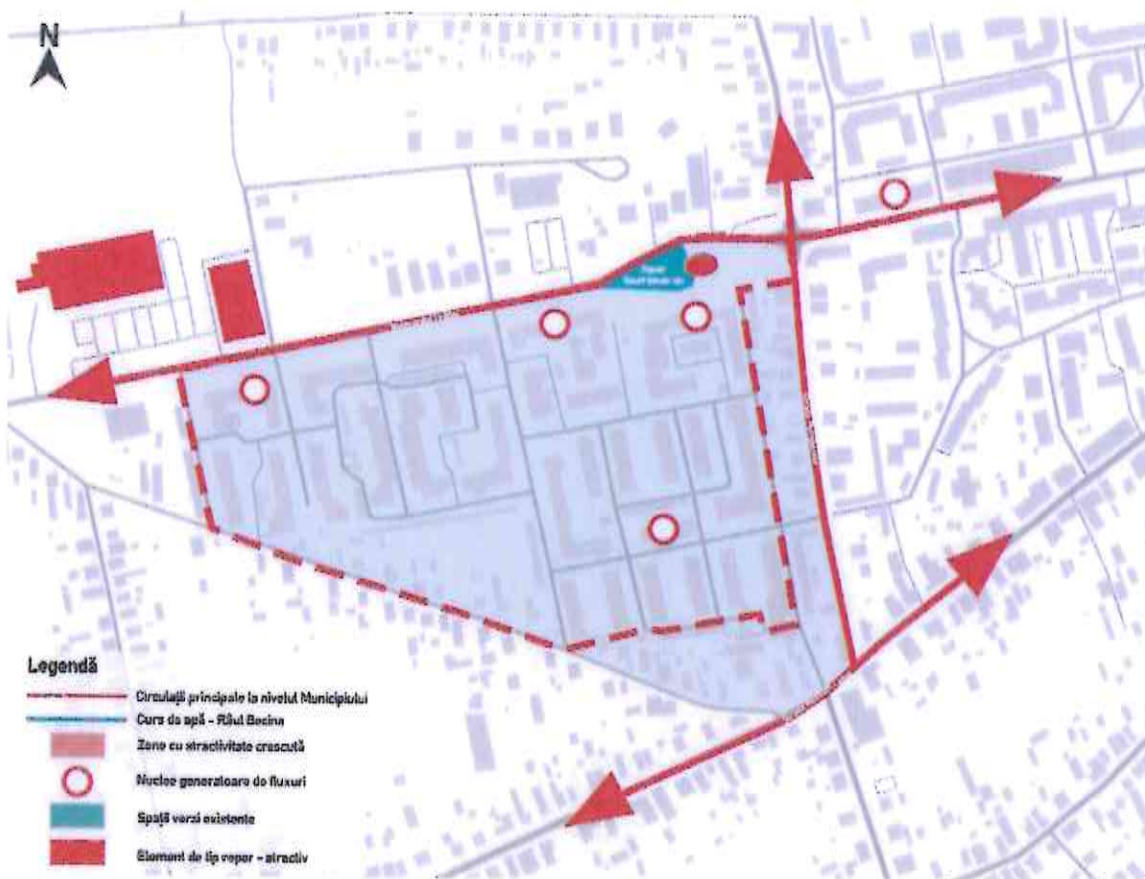 N
Legendă
Circulații principale la nivelul Municipiului
Curs de apă - Râul Becina
Zone cu atractivitate crescută
Nuclee generatoare de fluxuri
Spații verzi existente
Element de tip reper - atractiv